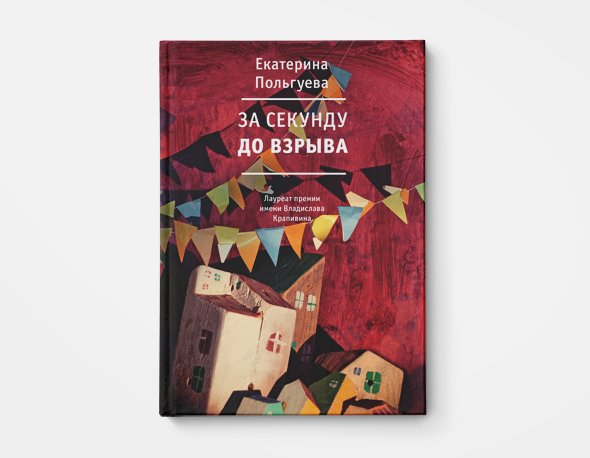 Екатерина
Польгуева
ЗА СЕКУНДУ
ДО ВЗРЫВА
Лауреат премии
имени Владислава
Крапивина